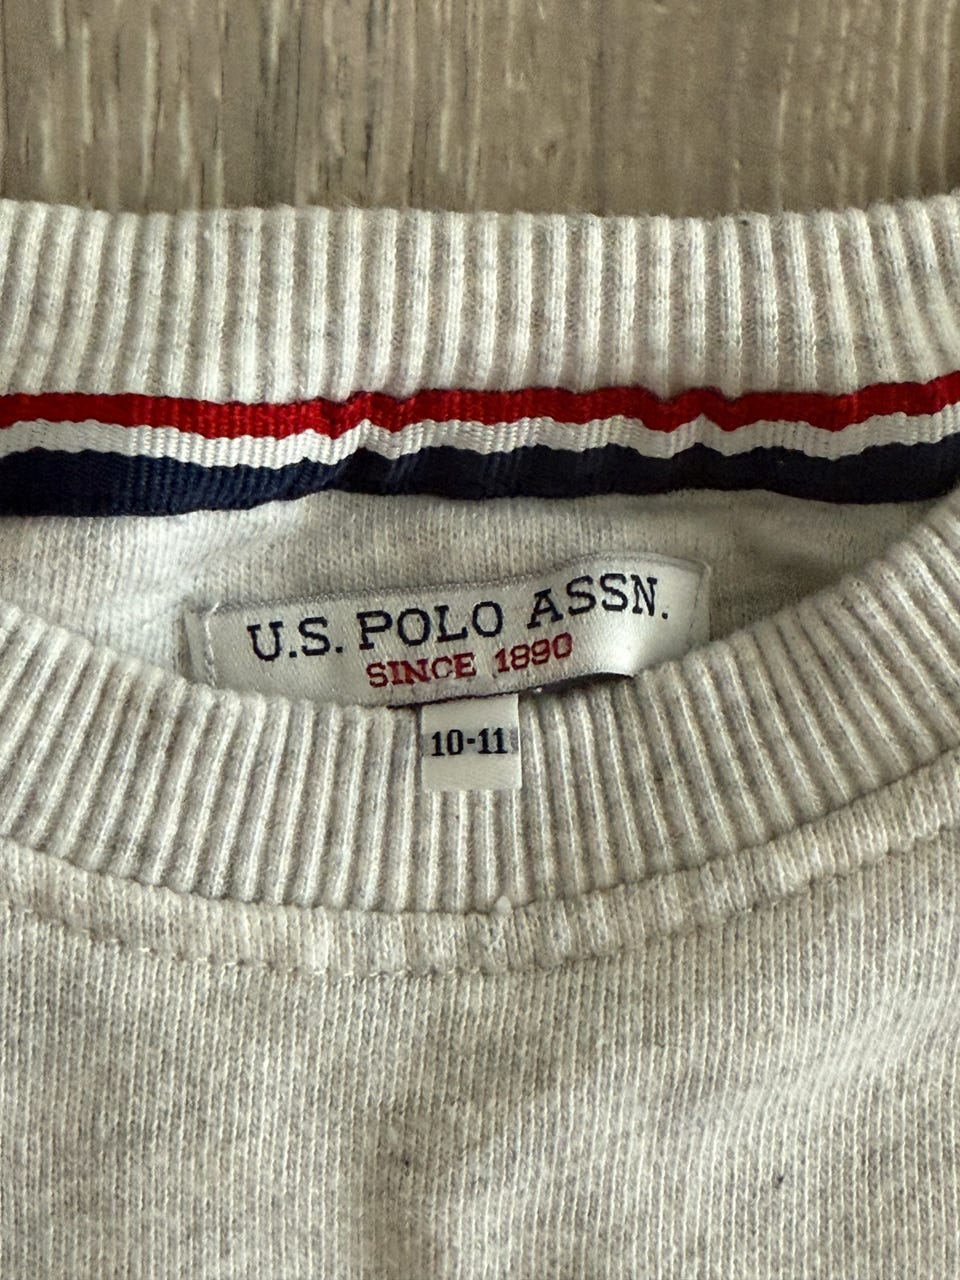 U.S. POLO ASSN.
SINCE 1890
10-11